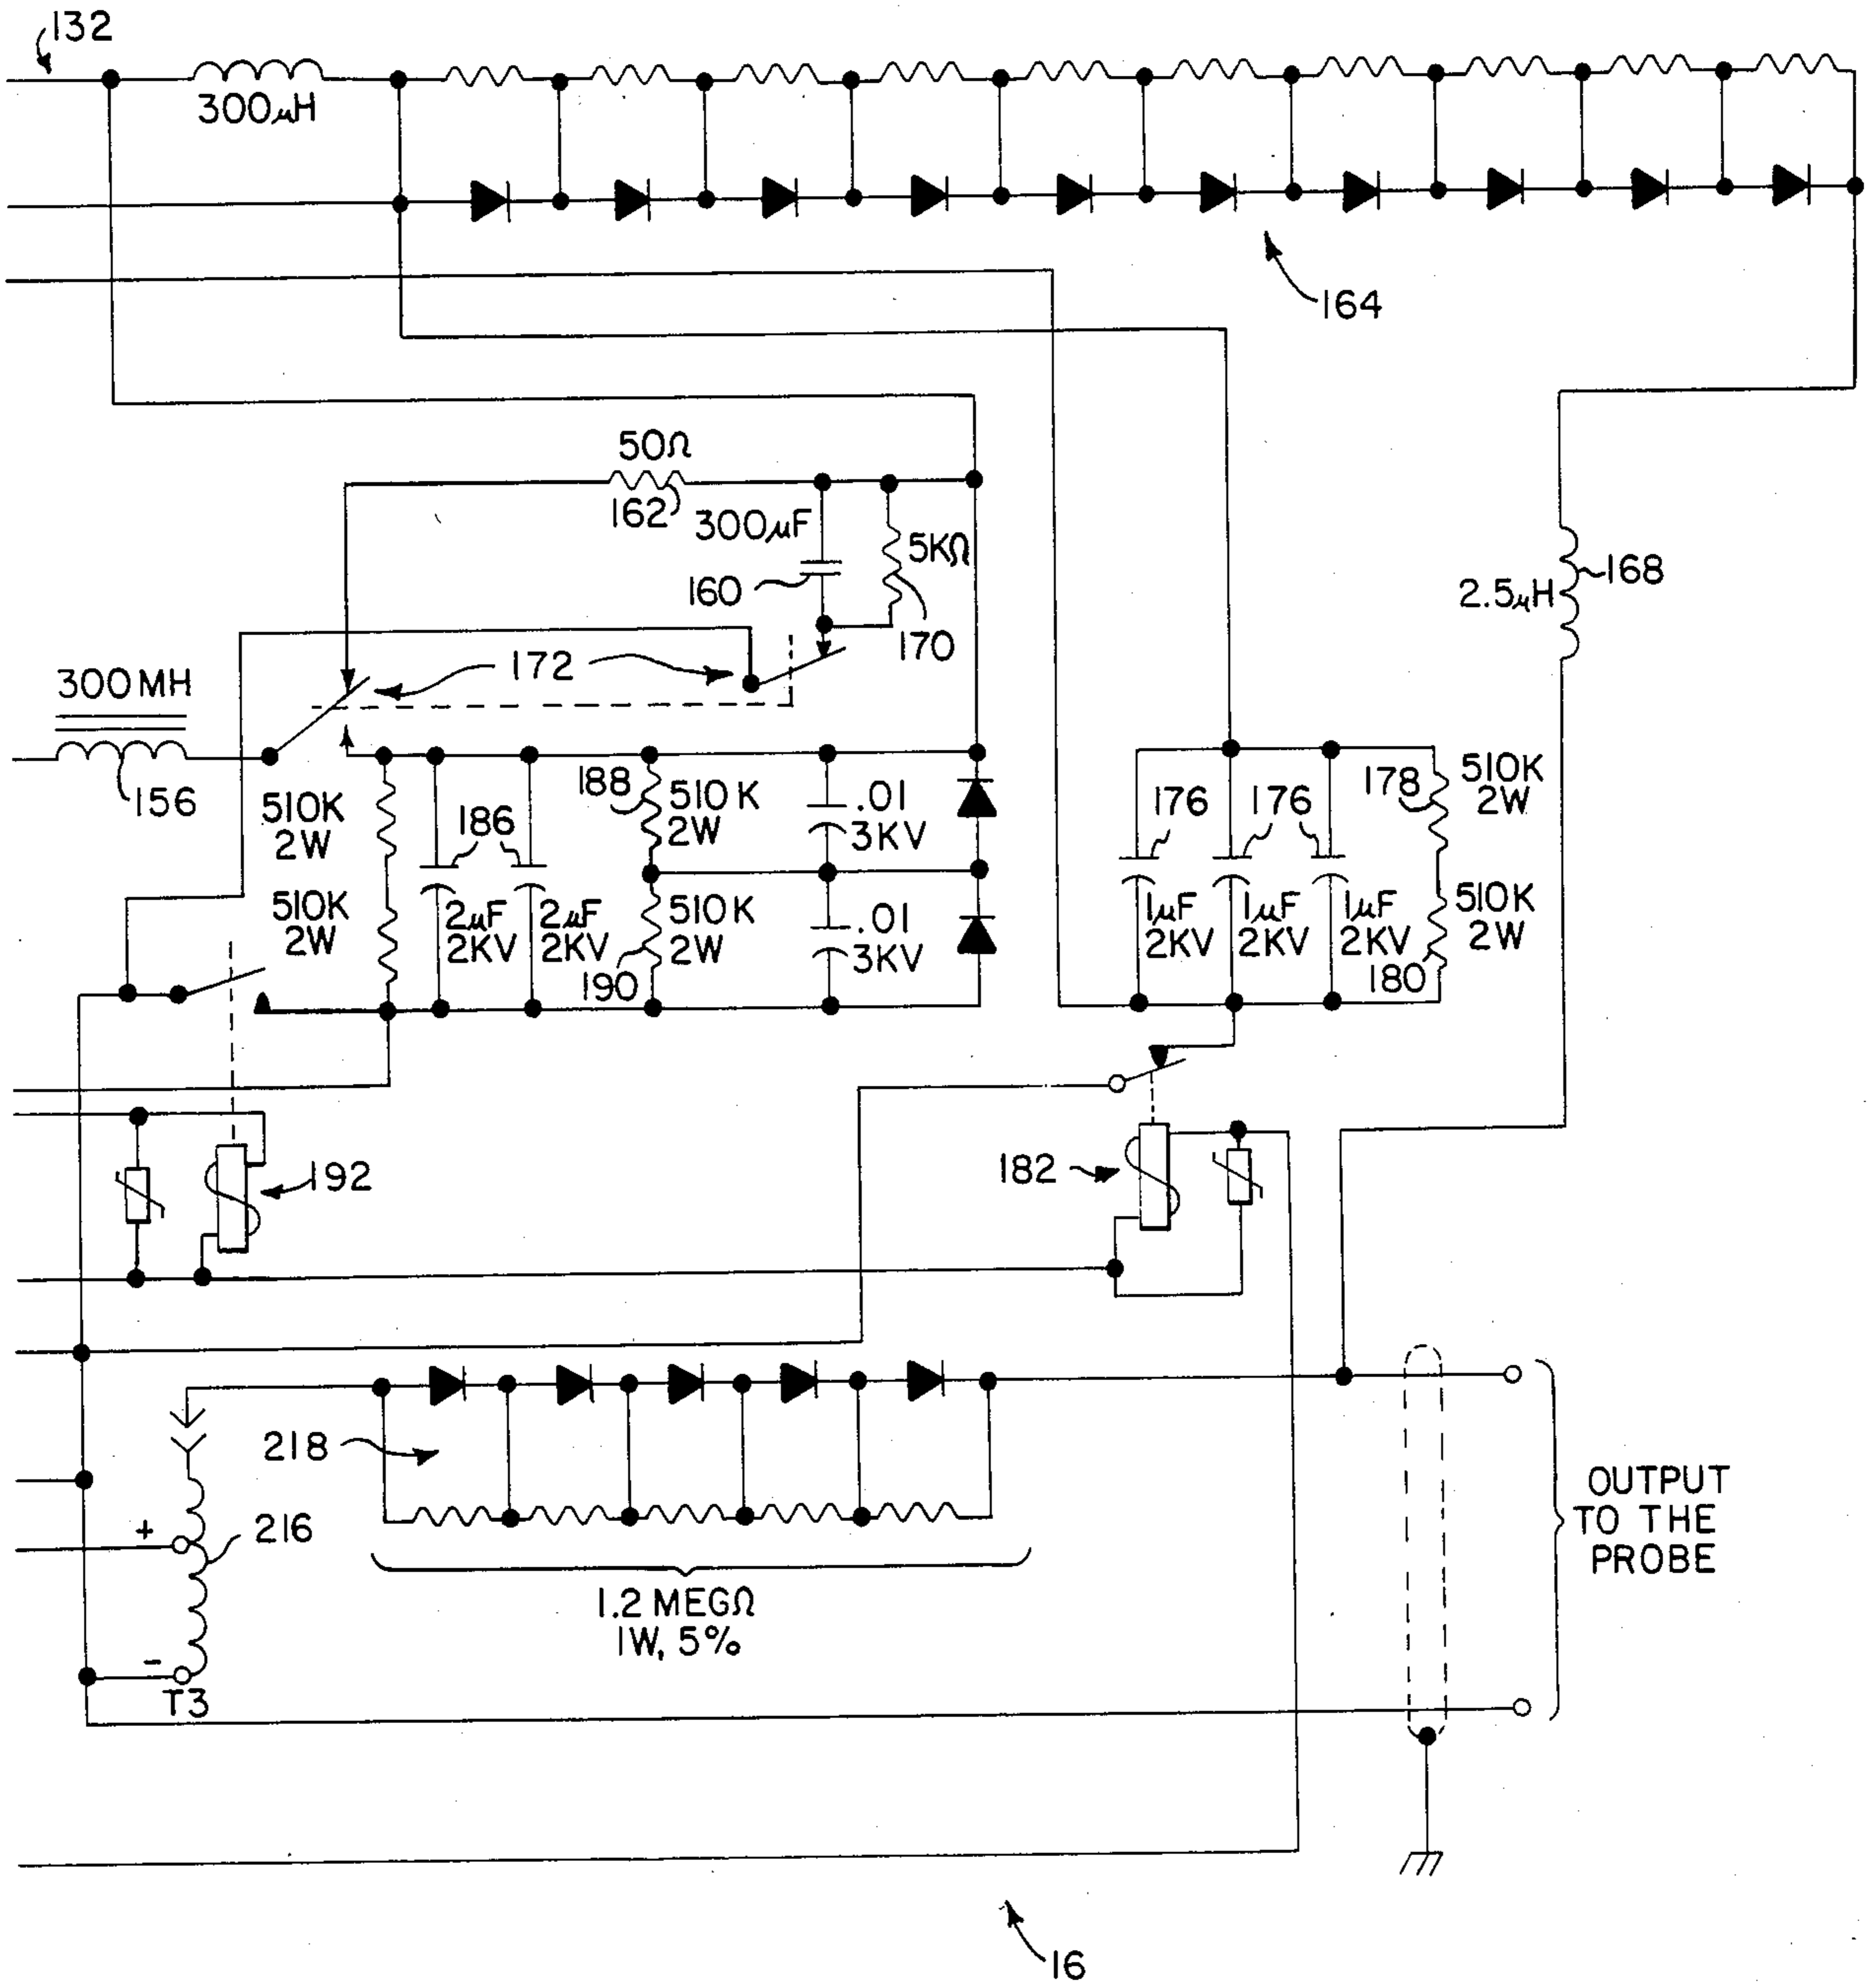 132
300μH
164
50Ω
162
300μF
5KΩ
160
170
168
2.5μH
172
300MH
156
510K
2W
186
188
510K
2W
.01
3KV
176
176
178
510K
2W
510K
2W
2μF
2KV
2μF
2KV
510K
2W
190
.01
3KV
1μF
2KV
1μF
2KV
1μF
2KV
510K
2W
180
192
182
218
+
216
-
T3
1.2 MEGΩ
1W, 5%
OUTPUT
TO THE
PROBE
16